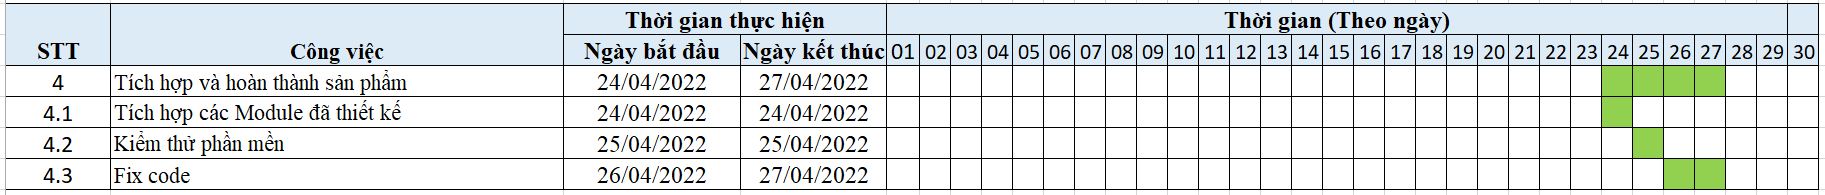 Thời gian thực hiện Thời gian (Theo ngày)
STT Công việc Ngày bắt đầu Ngày kết thúc 01 02 03 04 05 06 07 08 09 10 11 12 13 14 15 16 17 18 19 20 21 22 23 24 25 26 27 28 29 30
4 Tích hợp và hoàn thành sản phẩm 24/04/2022 27/04/2022
4.1 Tích hợp các Module đã thiết kế 24/04/2022 24/04/2022
4.2 Kiểm thử phần mền 25/04/2022 25/04/2022
4.3 Fix code 26/04/2022 27/04/2022